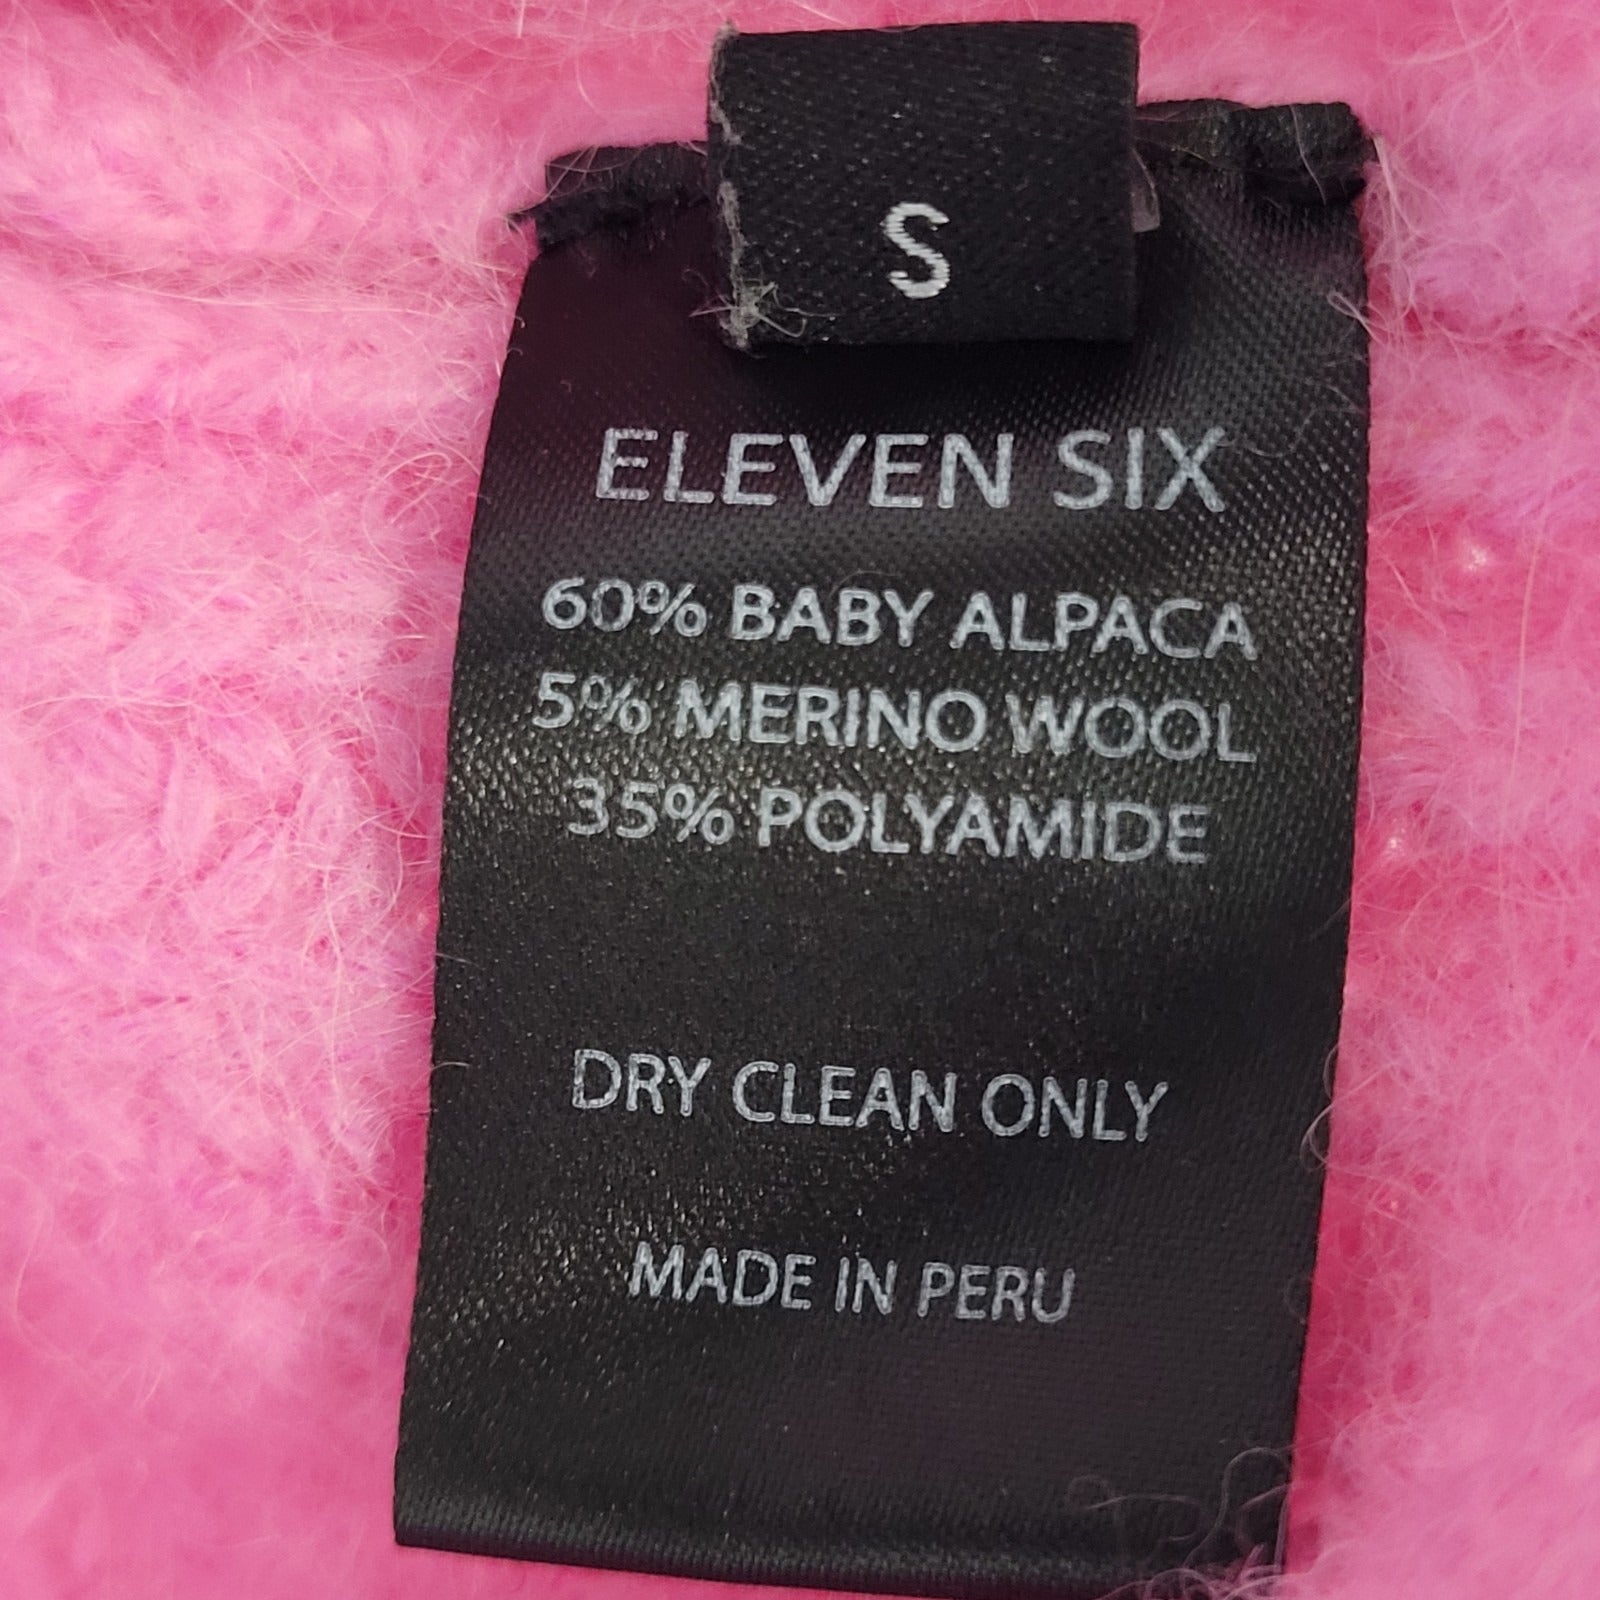 S
ELEVEN SIX
60% BABY ALPACA
5% MERINO WOOL
35% POLYAMIDE
DRY CLEAN ONLY
MADE IN PERU